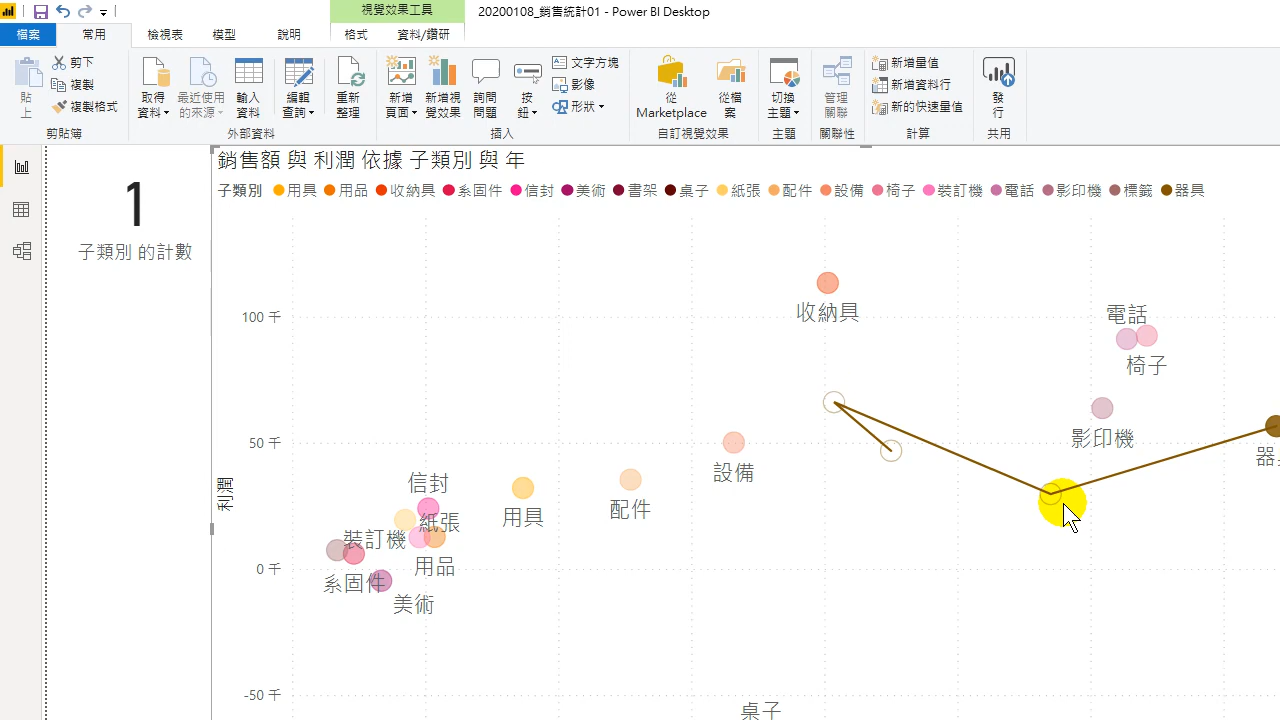 視覺效果工具
20200108_銷售統計01 - Power BI Desktop
檔案 常用 檢視表 模型 說明 格式 資料/鑽研
貼上
剪下
複製
複製格式
剪貼簿
取得資料
最近使用的來源
輸入資料
編輯查詢
重新整理
外部資料
新增頁面
新增視覺效果
詢問問題
按鈕
文字方塊
影像
形狀
插入
從 Marketplace
從檔案
自訂視覺效果
切換主題
主題
管理關聯
關聯性
新增量值
新增資料行
新的快速量值
計算
發行
共用
1
子類別 的計數
銷售額 與 利潤 依據 子類別 與 年
子類別 用具 用品 收納具 系固件 信封 美術 書架 桌子 紙張 配件 設備 椅子 裝訂機 電話 影印機 標籤 器具
收納具
電話
100 千
椅子
影印機
50 千
設備
信封
利潤
配件
用具
紙張
裝訂機
用品
0 千
系固件
美術
-50 千
桌子